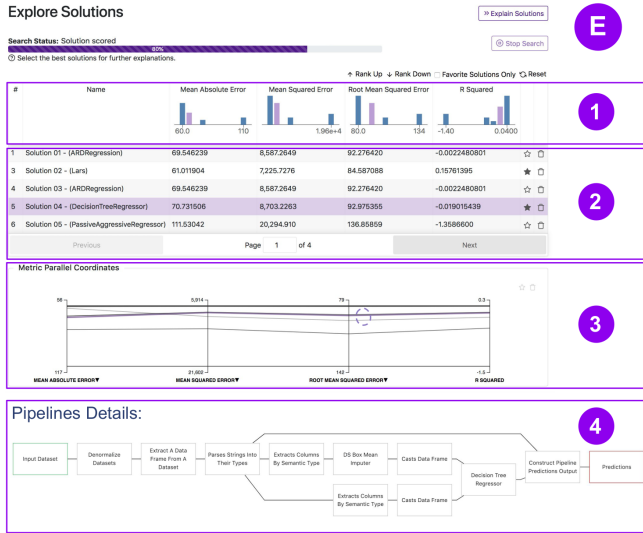 Explore Solutions
» Explain Solutions
E
Search Status: Solution scored
80%
Stop Search
Select the best solutions for further explanations.
↑ Rank Up ↓ Rank Down Favorite Solutions Only Reset
# Name Mean Absolute Error Mean Squared Error Root Mean Squared Error R Squared
60.0 110 1.96e+4 80.0 134 -1.40 0.0400
1
1 Solution 01 - (ARDRegression) 69.546239 8,587.2649 92.276420 -0.0022480801
3 Solution 02 - (Lars) 61.011904 7,225.7276 84.587088 0.15761395
4 Solution 03 - (ARDRegression) 69.546239 8,587.2649 92.276420 -0.0022480801
5 Solution 04 - (DecisionTreeRegressor) 70.731506 8,703.2263 92.975355 -0.019015439
6 Solution 05 - (PassiveAggressiveRegressor) 111.53042 20,294.910 136.85859 -1.3586600
2
Previous Page 1 of 4 Next
Metric Parallel Coordinates
56 5,914 78 0.3
3
117 21,602 142 -1.5
MEAN ABSOLUTE ERROR▼ MEAN SQUARED ERROR▼ ROOT MEAN SQUARED ERROR▼ R SQUARED
Pipelines Details:
4
Input Dataset
Denormalize
Datasets
Extract A Data
Frame From A
Dataset
Parses Strings Into
Their Types
Extracts Columns
By Semantic Type
DS Box Mean
Imputer
Casts Data Frame
Extracts Columns
By Semantic Type
Casts Data Frame
Decision Tree
Regressor
Construct Pipeline
Predictions Output
Predictions